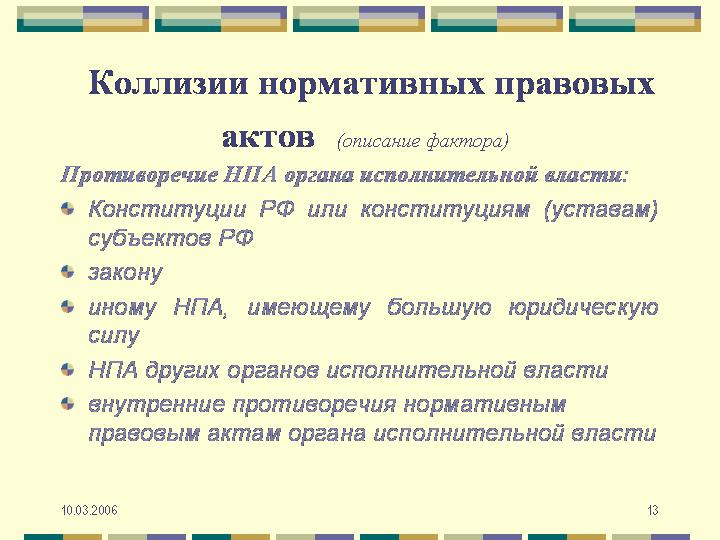 Коллизии нормативных правовых
актов (описание фактора)
Противоречие НПА органа исполнительной власти:
Конституции РФ или конституциям (уставам)
субъектов РФ
закону
иному НПА, имеющему большую юридическую
силу
НПА других органов исполнительной власти
внутренние противоречия нормативным
правовым актам органа исполнительной власти
10.03.2006
13